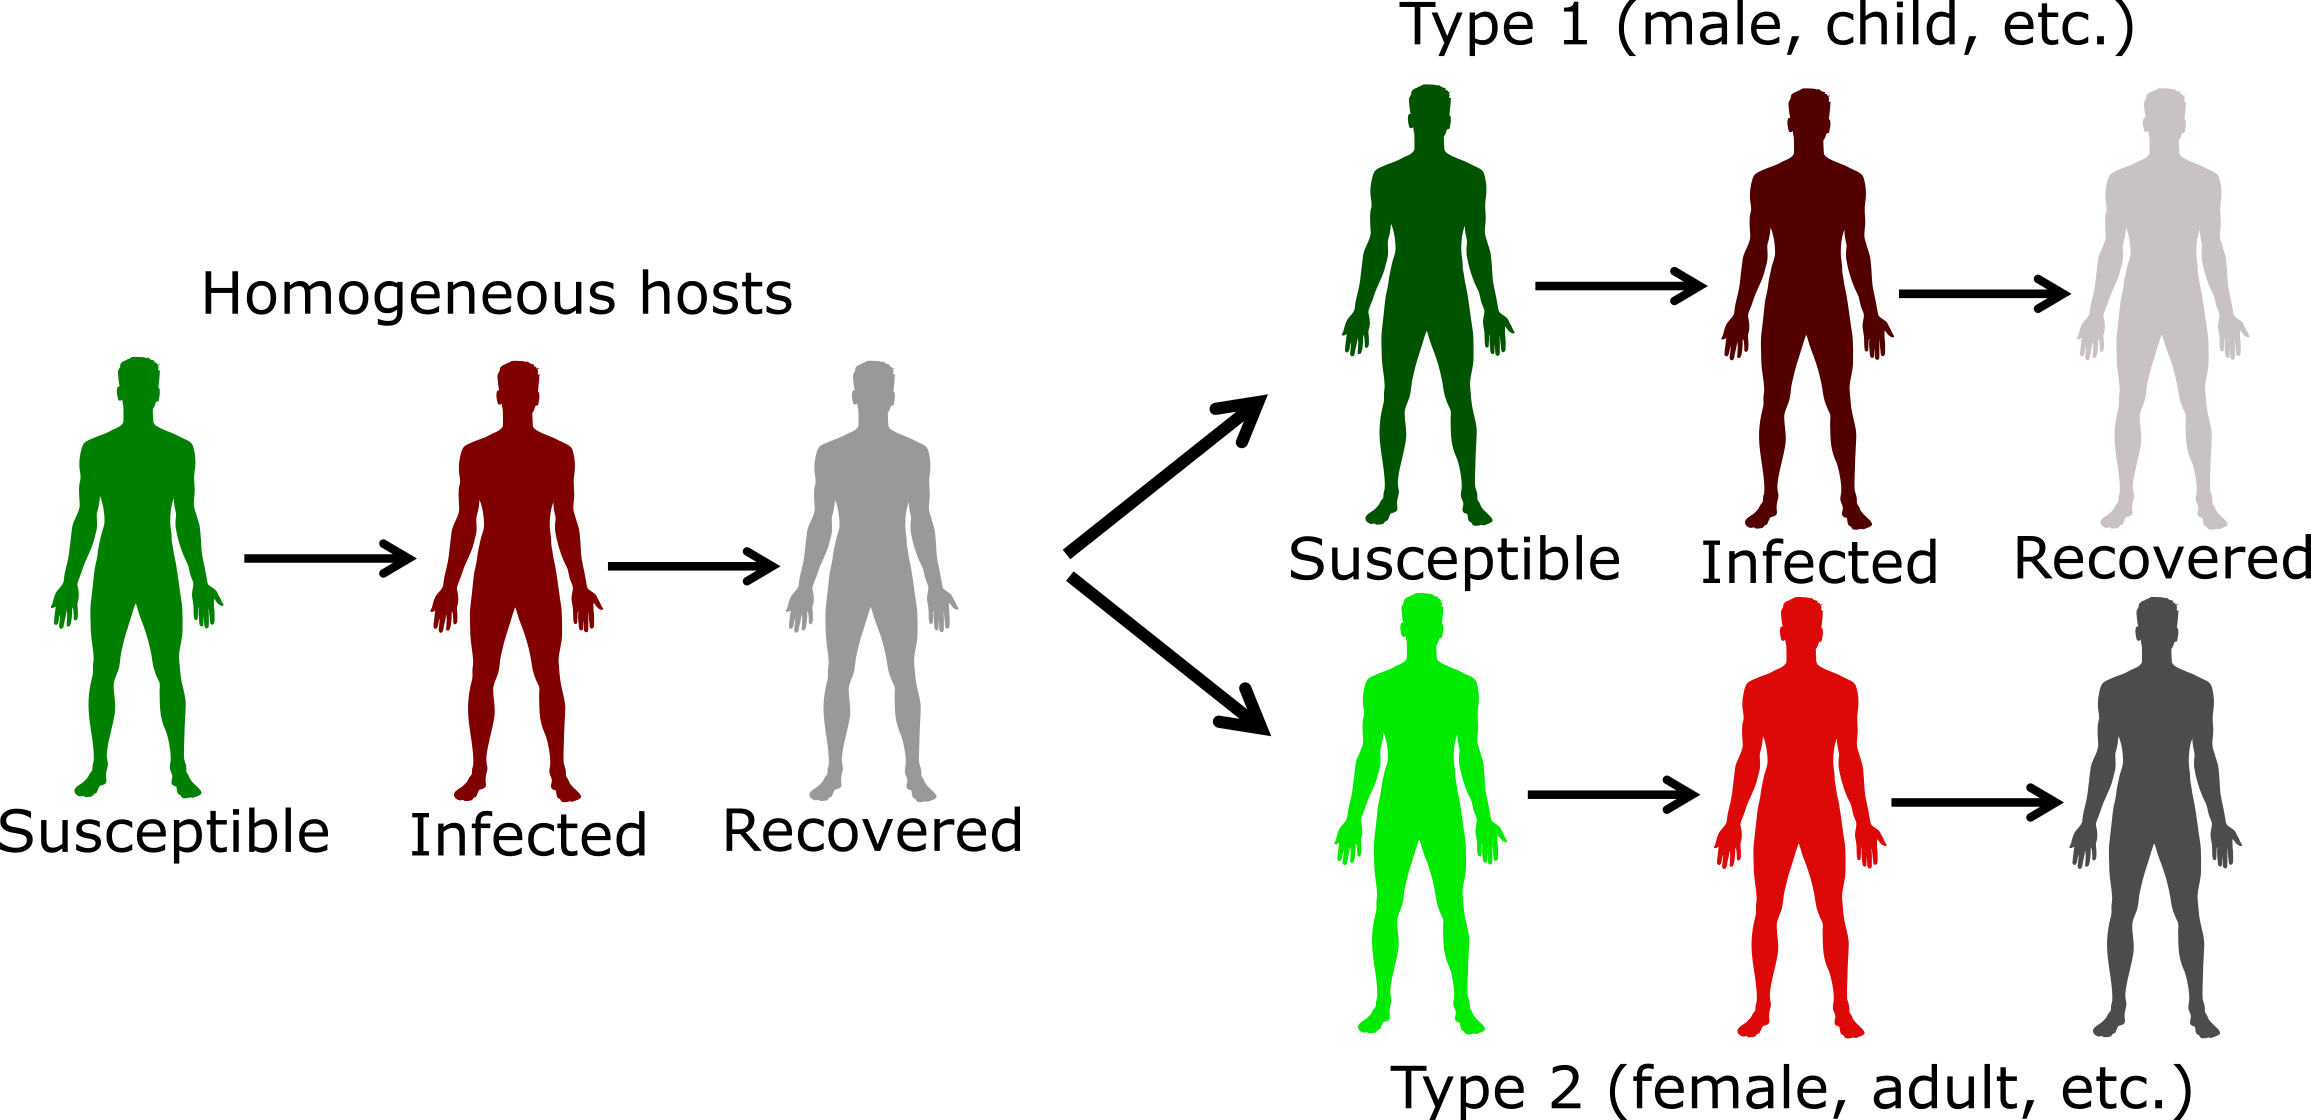 Homogeneous hosts
Susceptible
Infected
Recovered
Type 1 (male, child, etc.)
Susceptible
Infected
Recovered
Type 2 (female, adult, etc.)